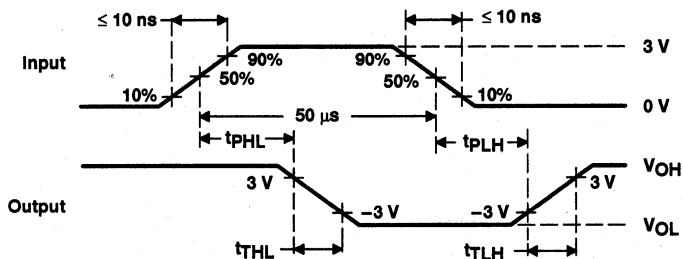 ≤ 10 ns ≤ 10 ns
Input 90% 90% 3 V
50% 50%
10% 10% 0 V
50 μs
tPHL tPLH
VOH
3 V 3 V
Output –3 V –3 V
VOL
tTHL tTLH